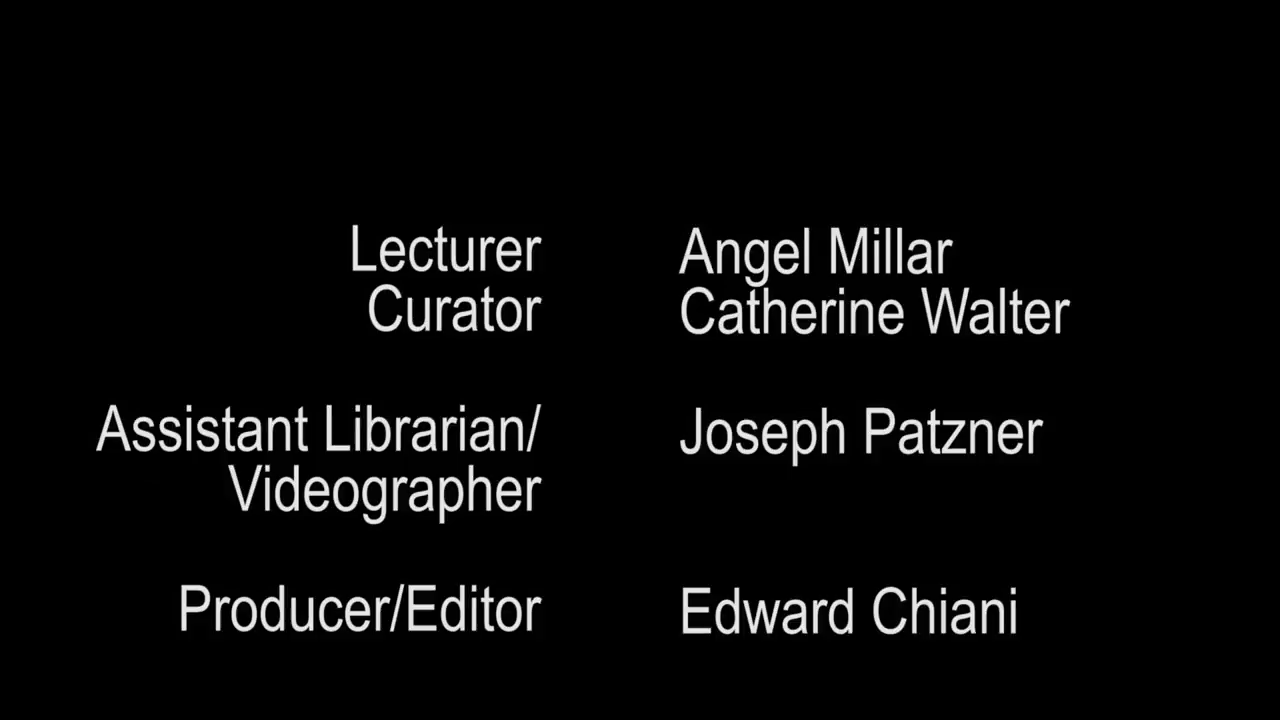 Lecturer Angel Millar
Curator Catherine Walter
Assistant Librarian/ Joseph Patzner
Videographer
Producer/Editor Edward Chiani